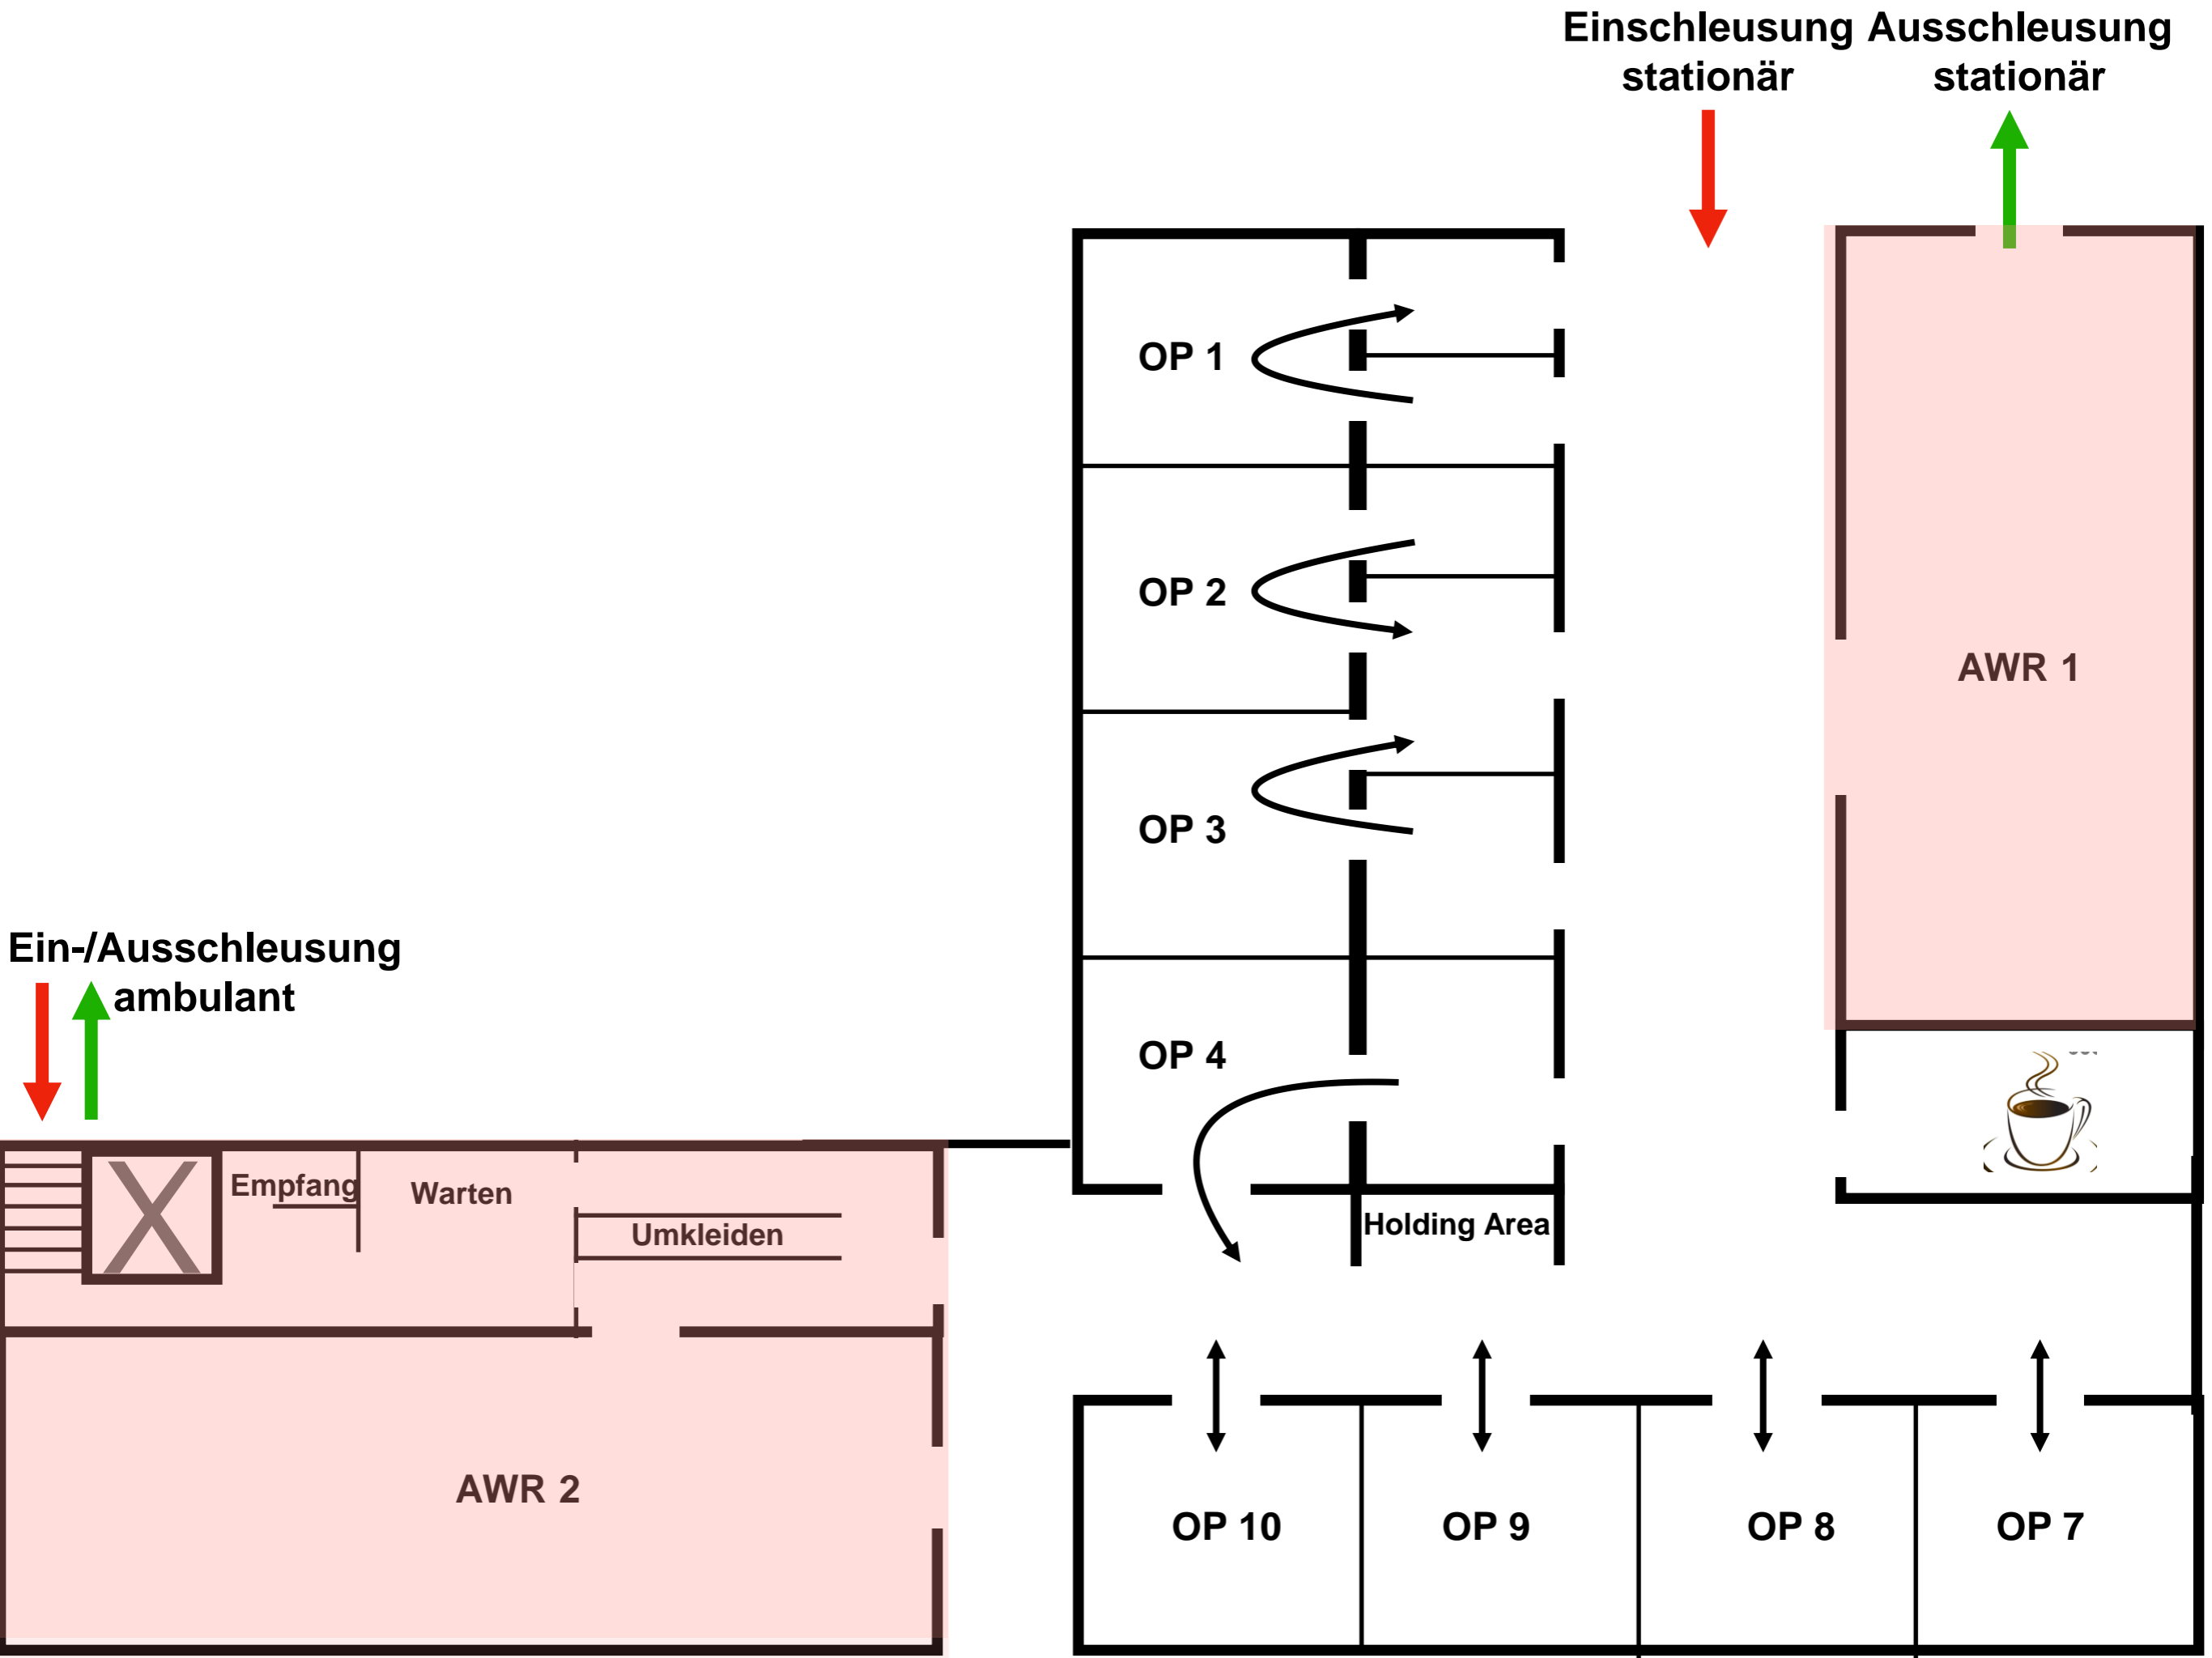 Einschleusung Ausschleusung
stationär stationär
OP 1
OP 2
AWR 1
OP 3
Ein-/Ausschleusung
ambulant
OP 4
Empfang
Warten
Umkleiden
Holding Area
X
AWR 2
OP 10
OP 9
OP 8
OP 7